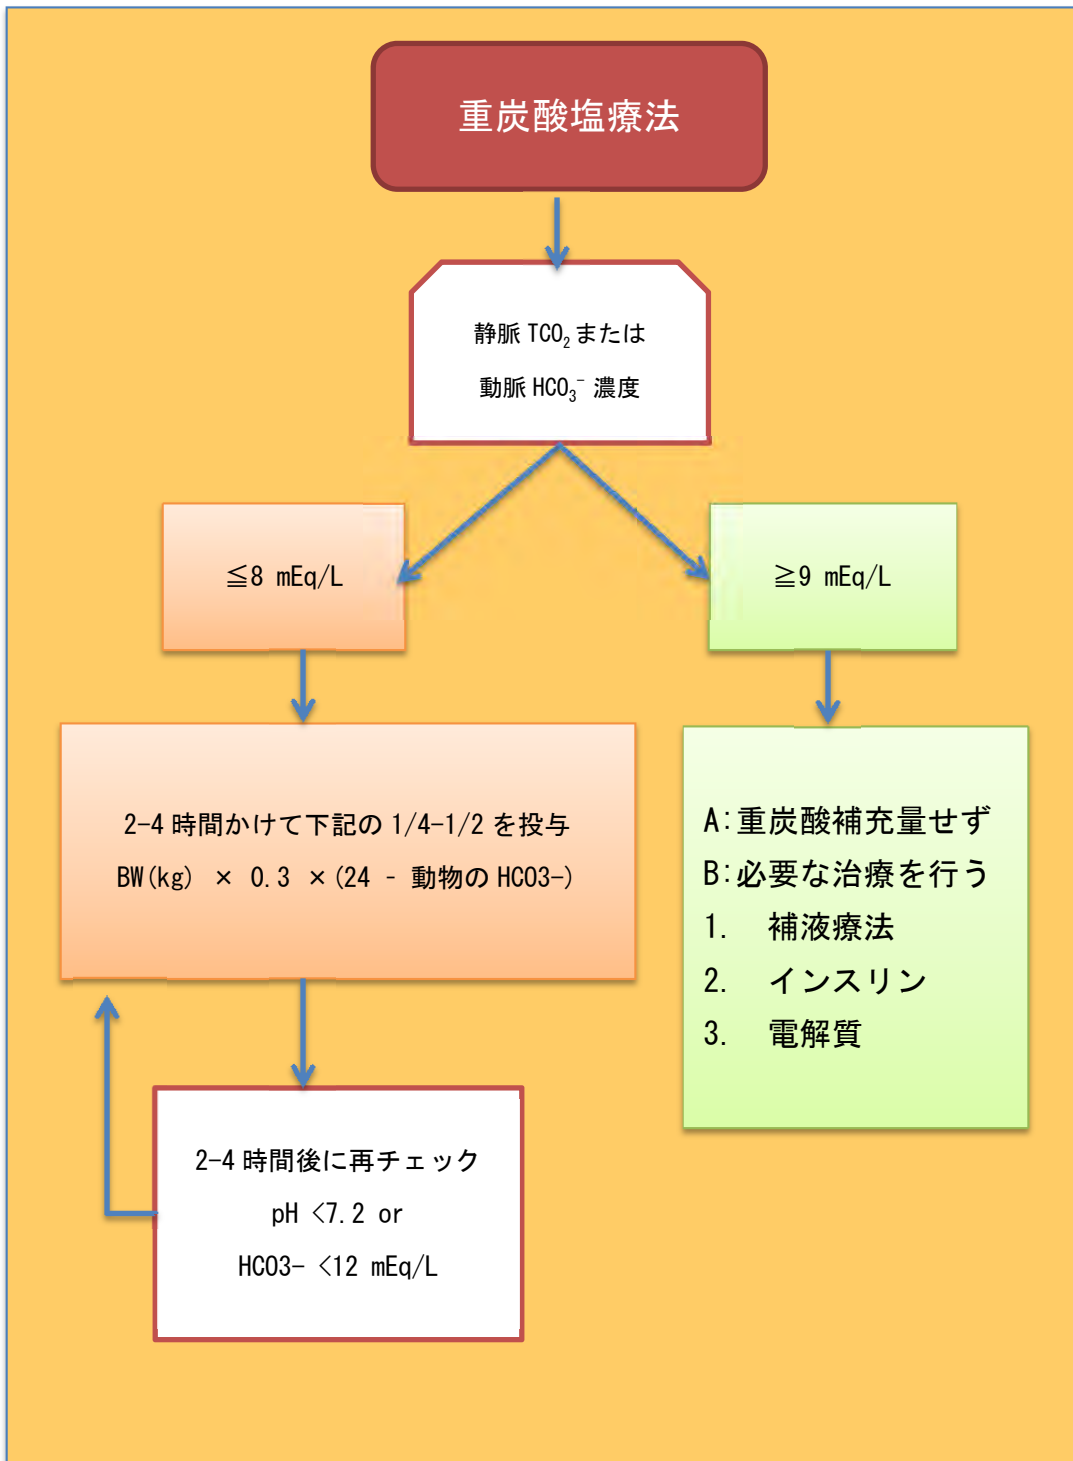 重炭酸塩療法
静脈 TCO₂ または
動脈 HCO₃⁻ 濃度
≦8 mEq/L
≧9 mEq/L
2-4 時間かけて下記の 1/4-1/2 を投与
BW(kg) × 0.3 ×(24 - 動物の HCO3-)
A:重炭酸補充量せず
B:必要な治療を行う
1. 補液療法
2. インスリン
3. 電解質
2-4 時間後に再チェック
pH <7.2 or
HCO3- <12 mEq/L